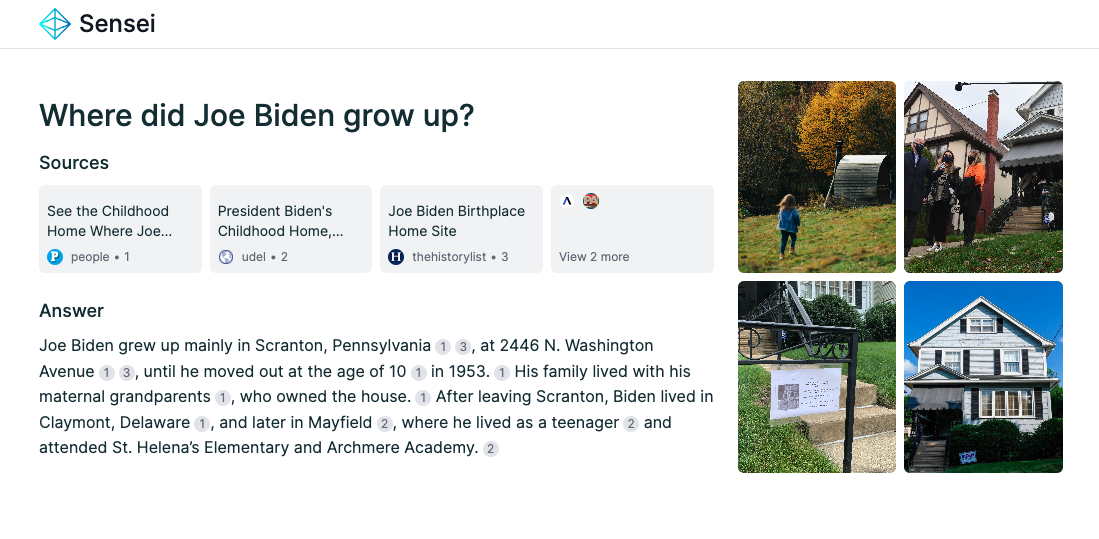 Sensei
Where did Joe Biden grow up?
Sources
See the Childhood
Home Where Joe...
people • 1
President Biden's
Childhood Home,...
udel • 2
Joe Biden Birthplace
Home Site
H
thehistorylist • 3
View 2 more
Answer
Joe Biden grew up mainly in Scranton, Pennsylvania 1 3, at 2446 N. Washington
Avenue 1 3, until he moved out at the age of 10 1 in 1953. 1 His family lived with his
maternal grandparents 1, who owned the house. 1 After leaving Scranton, Biden lived in
Claymont, Delaware 1, and later in Mayfield 2, where he lived as a teenager 2 and
attended St. Helena’s Elementary and Archmere Academy. 2